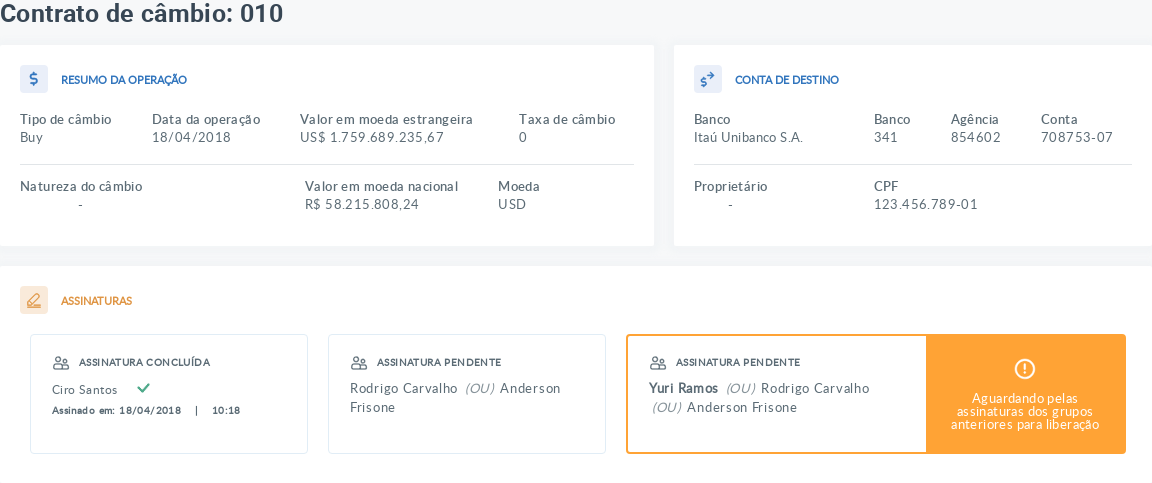 Contrato de câmbio: 010
RESUMO DA OPERAÇÃO
Tipo de câmbio Data da operação Valor em moeda estrangeira Taxa de câmbio
Buy 18/04/2018 US$ 1.759.689.235,67 0
Natureza do câmbio Valor em moeda nacional Moeda
- R$ 58.215.808,24 USD
CONTA DE DESTINO
Banco Banco Agência Conta
Itaú Unibanco S.A. 341 854602 708753-07
Proprietário CPF
- 123.456.789-01
ASSINATURAS
ASSINATURA CONCLUÍDA
Ciro Santos
Assinado em: 18/04/2018 | 10:18
ASSINATURA PENDENTE
Rodrigo Carvalho (OU) Anderson
Frisone
ASSINATURA PENDENTE
Yuri Ramos (OU) Rodrigo Carvalho
(OU) Anderson Frisone
Aguardando pelas
assinaturas dos grupos
anteriores para liberação